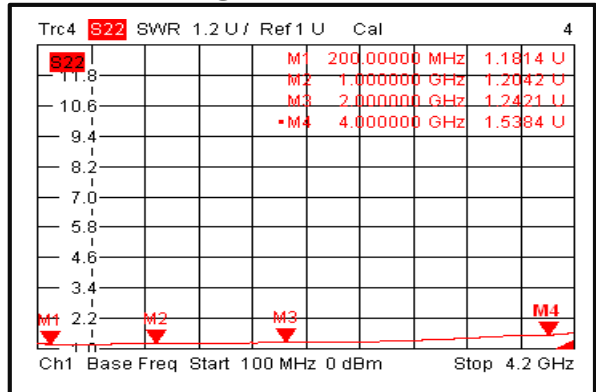 Trc4 S22 SWR 1.2 U / Ref 1 U Cal 4
S22 M1 200.00000 MHz 1.1814 U
11.8 M2 1.000000 GHz 1.2042 U
10.6 M3 2.000000 GHz 1.2421 U
•M4 4.000000 GHz 1.5384 U
9.4
8.2
7.0
5.8
4.6
3.4
M1 2.2 M2 M3 M4
1.0
Ch1 Base Freq Start 100 MHz 0 dBm Stop 4.2 GHz